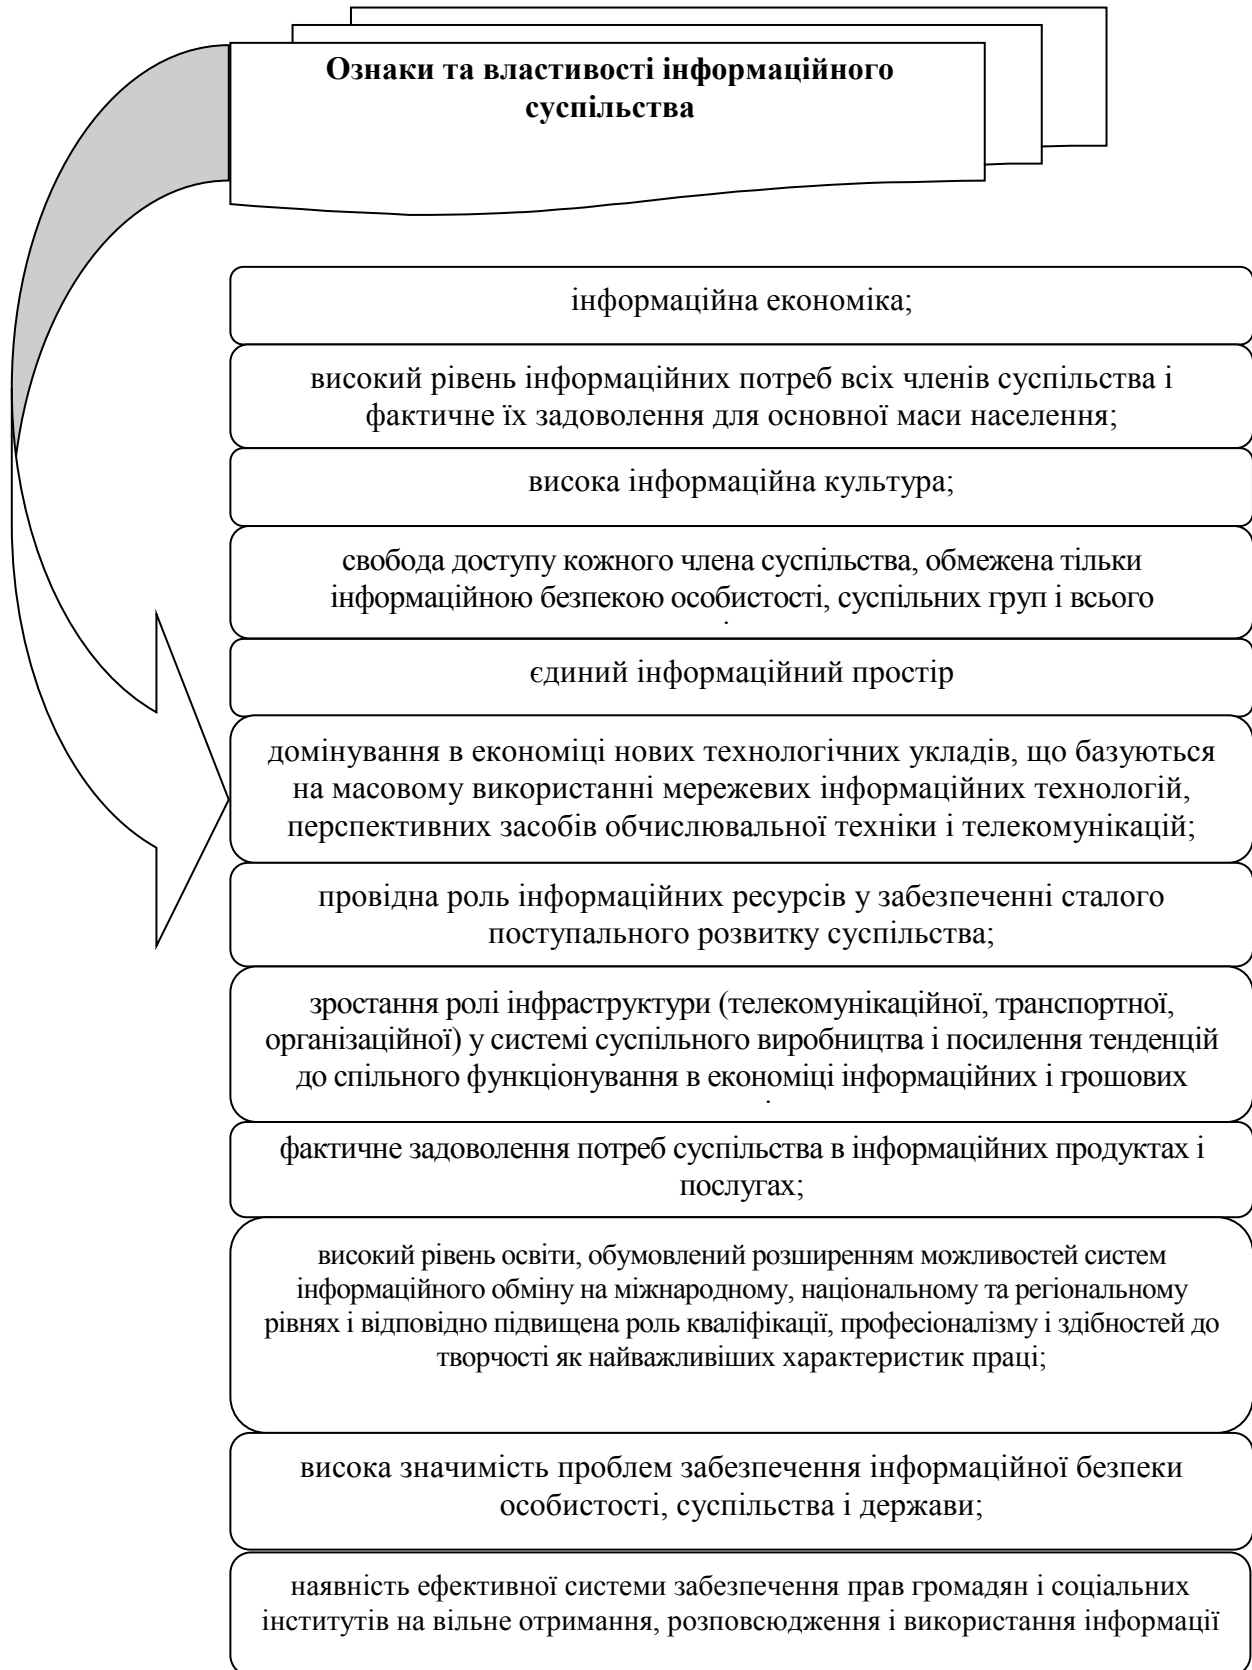 Ознаки та властивості інформаційного
суспільства
інформаційна економіка;
високий рівень інформаційних потреб всіх членів суспільства і
фактичне їх задоволення для основної маси населення;
висока інформаційна культура;
свобода доступу кожного члена суспільства, обмежена тільки
інформаційною безпекою особистості, суспільних груп і всього
єдиний інформаційний простір
домінування в економіці нових технологічних укладів, що базуються
на масовому використанні мережевих інформаційних технологій,
перспективних засобів обчислювальної техніки і телекомунікацій;
провідна роль інформаційних ресурсів у забезпеченні сталого
поступального розвитку суспільства;
зростання ролі інфраструктури (телекомунікаційної, транспортної,
організаційної) у системі суспільного виробництва і посилення тенденцій
до спільного функціонування в економіці інформаційних і грошових
фактичне задоволення потреб суспільства в інформаційних продуктах і
послугах;
високий рівень освіти, обумовлений розширенням можливостей систем
інформаційного обміну на міжнародному, національному та регіональному
рівнях і відповідно підвищена роль кваліфікації, професіоналізму і здібностей до
творчості як найважливіших характеристик праці;
висока значимість проблем забезпечення інформаційної безпеки
особистості, суспільства і держави;
наявність ефективної системи забезпечення прав громадян і соціальних
інститутів на вільне отримання, розповсюдження і використання інформації